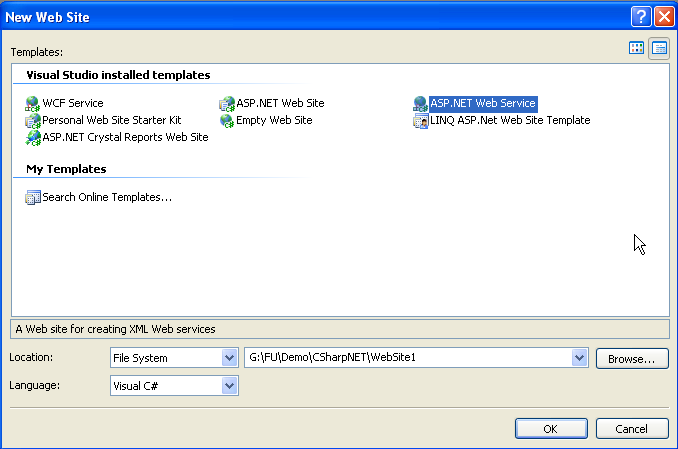 New Web Site
Templates:
Visual Studio installed templates
WCF Service ASP.NET Web Site ASP.NET Web Service
Personal Web Site Starter Kit Empty Web Site LINQ ASP.Net Web Site Template
ASP.NET Crystal Reports Web Site
My Templates
Search Online Templates...
A Web site for creating XML Web services
Location: File System G:\FU\Demo\CSharpNET\WebSite1 Browse...
Language: Visual C#
OK Cancel